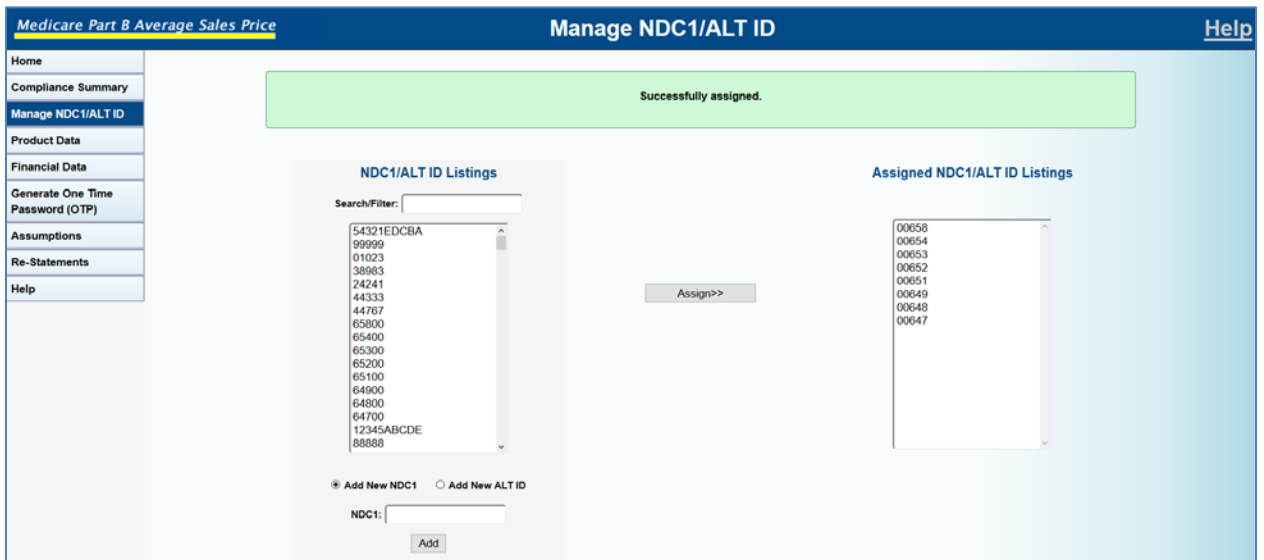 Medicare Part B Average Sales Price
Manage NDC1/ALT ID
Help
Home
Compliance Summary
Manage NDC1/ALT ID
Product Data
Financial Data
Generate One Time
Password (OTP)
Assumptions
Re-Statements
Help
Successfully assigned.
NDC1/ALT ID Listings
Search/Filter:
54321EDCBA
99999
01023
38983
24241
44333
44767
65800
65400
65300
65200
65100
64900
64800
64700
12345ABCDE
88888
Add New NDC1 Add New ALT ID
NDC1:
Add
Assign>>
Assigned NDC1/ALT ID Listings
00658
00654
00653
00652
00651
00649
00648
00647